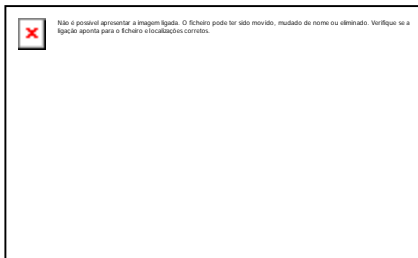 Não é possível apresentar a imagem ligada. O ficheiro pode ter sido movido, mudado de nome ou eliminado. Verifique se a
ligação aponta para o ficheiro e localizações corretos.